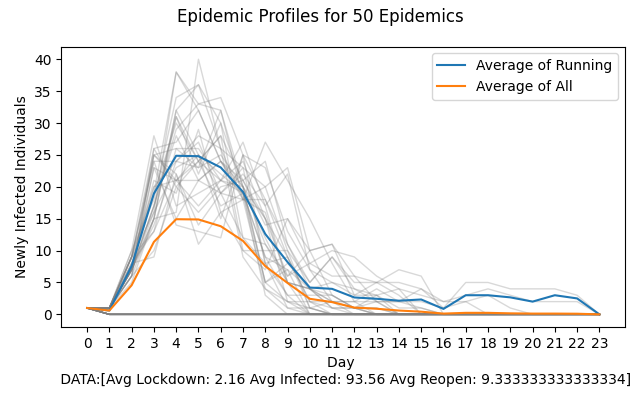 Epidemic Profiles for 50 Epidemics
40
35
30
25
20
15
10
5
0
Newly Infected Individuals
Average of Running
Average of All
0 1 2 3 4 5 6 7 8 9 10 11 12 13 14 15 16 17 18 19 20 21 22 23
Day
DATA:[Avg Lockdown: 2.16 Avg Infected: 93.56 Avg Reopen: 9.333333333333334]